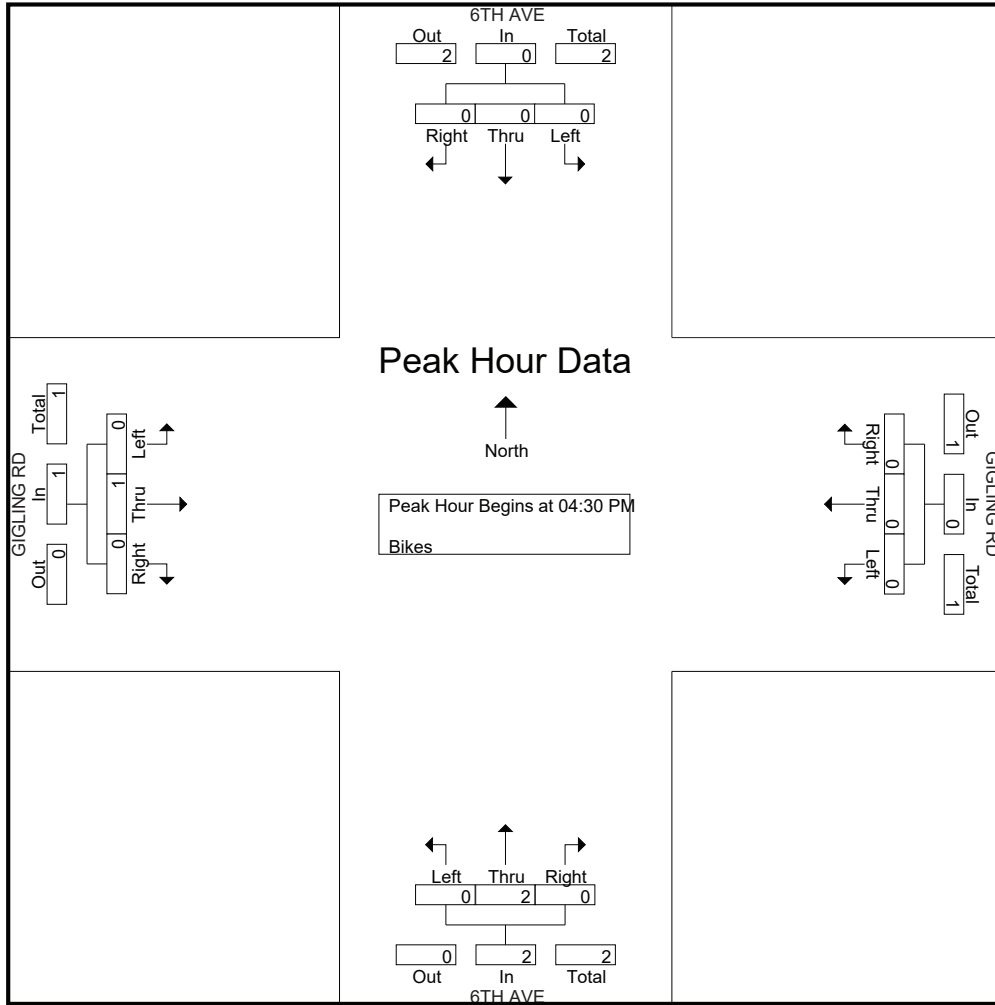 6TH AVE
Out In Total
2 0 2
0 0 0
Right Thru Left
Peak Hour Data
North
Peak Hour Begins at 04:30 PM
Bikes
GIGLING RD
Out In Total
0 1 1
Right Thru Left
0 1 0
GIGLING RD
Out In Total
1 0 1
Right Thru Left
0 0 0
Left Thru Right
0 2 0
0 2 2
Out In Total
6TH AVE